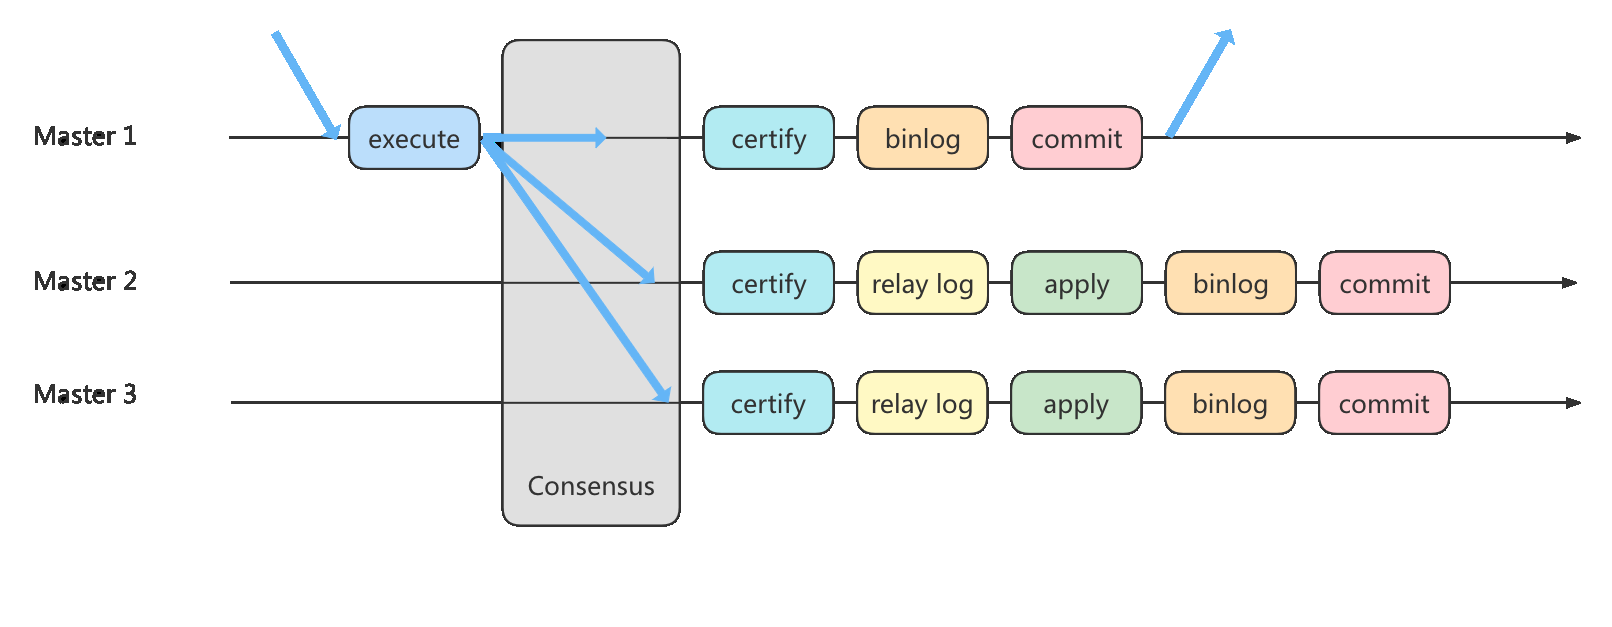 Master 1
execute
certify
binlog
commit
Master 2
certify
relay log
apply
binlog
commit
Master 3
certify
relay log
apply
binlog
commit
Consensus